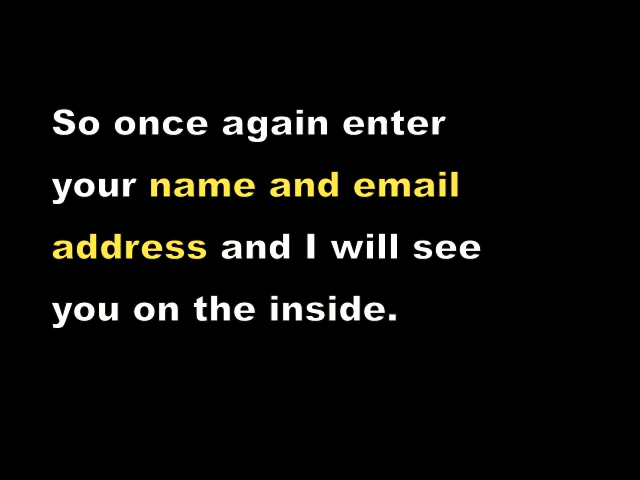 So once again enter
your name and email
address and I will see
you on the inside.